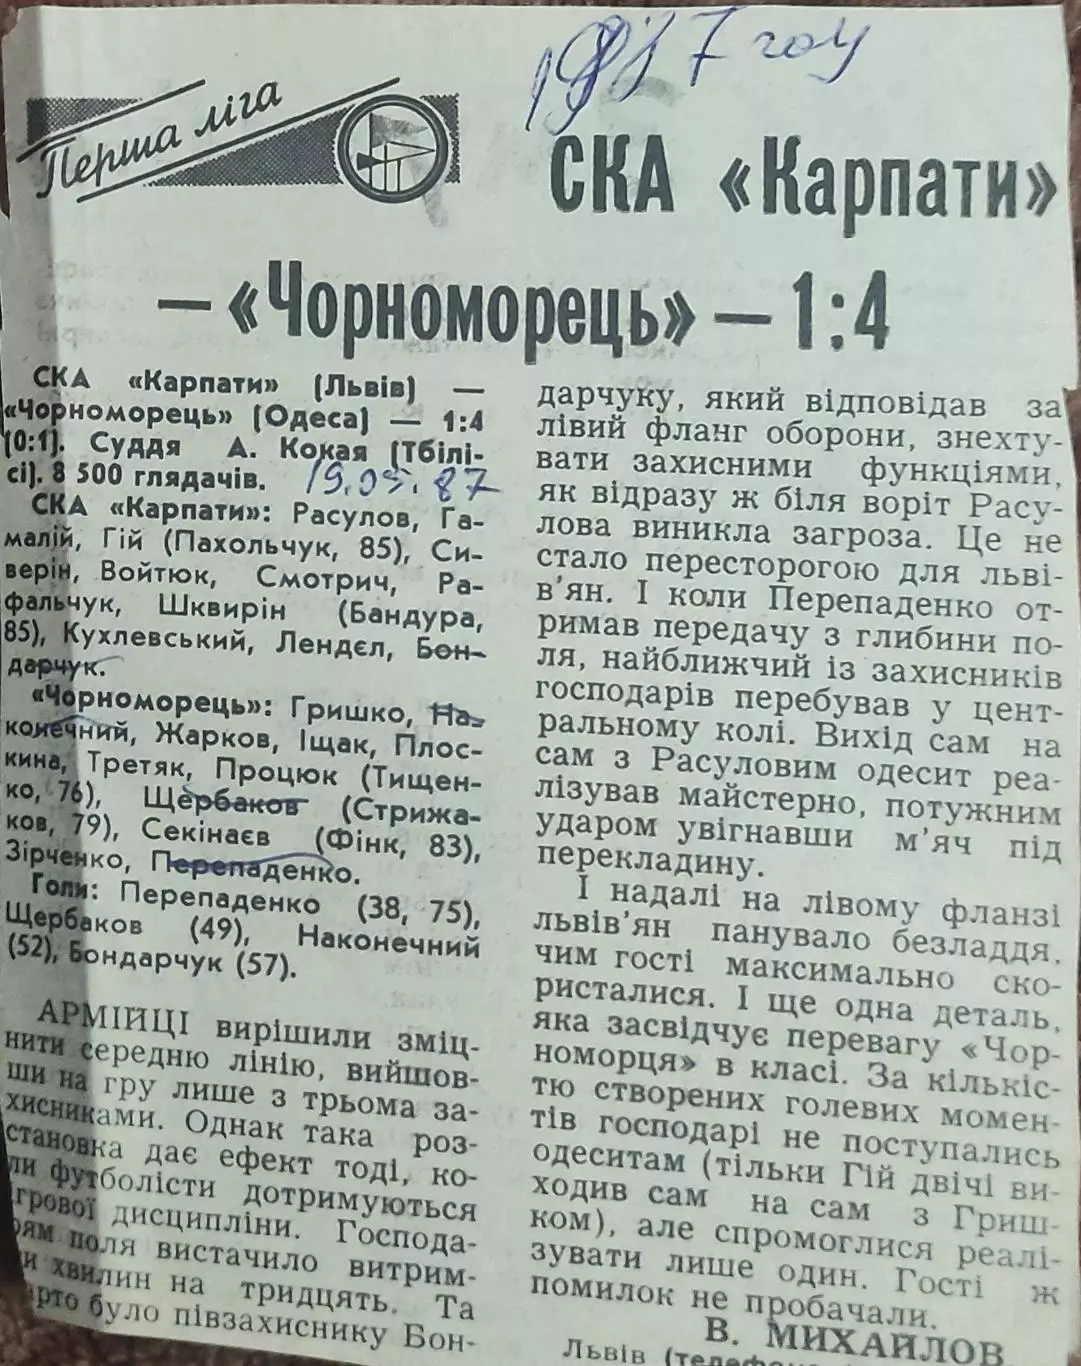 1987 году
Перша ліга
СКА «Карпати»
— «Чорноморець» — 1:4
СКА «Карпати» (Львів) —
«Чорноморець» (Одеса) — 1:4
(0:1). Суддя А. Кокая (Тбілі-
сі). 8 500 глядачів. 19.05.87
СКА «Карпати»: Расулов, Га-
малій, Гій (Пахольчук, 85), Си-
верін, Войтюк, Смотрич, Ра-
фальчук, Шквирін (Бандура,
85), Кухлевський, Лендєл, Бон-
дарчук.
«Чорноморець»: Гришко, На-
конечний, Жарков, Іщак, Плос-
кина, Третяк, Процюк (Тищен-
ко, 76), Щербаков (Стрижа-
ков, 79), Секінаєв (Фінк, 83),
Зірченко, Перепаденко.
Голи: Перепаденко (38, 75),
Щербаков (49), Наконечний
(52), Бондарчук (57).
АРМІЙЦІ вирішили зміц-
нити середню лінію, вийшов-
ши на гру лише з трьома за-
хисниками. Однак така роз-
становка дає ефект тоді, ко-
ли футболісти дотримуються
ігрової дисципліни. Господа-
рям поля вистачило витрим-
ки хвилин на тридцять. Та
варто було півзахиснику Бон-
дарчуку, який відповідав за
лівий фланг оборони, знехту-
вати захисними функціями,
як відразу ж біля воріт Расу-
лова виникла загроза. Це не
стало пересторогою для льві-
в'ян. І коли Перепаденко от-
римав передачу з глибини по-
ля, найближчий із захисників
господарів перебував у цент-
ральному колі. Вихід сам на
сам з Расуловим одесит реа-
лізував майстерно, потужним
ударом увігнавши м'яч під
перекладину.
І надалі на лівому фланзі
львів'ян панувало безладдя,
чим гості максимально ско-
ристалися. І ще одна деталь,
яка засвідчує перевагу «Чор-
номорця» в класі. За кількіс-
тю створених голевих момен-
тів господарі не поступались
одеситам (тільки Гій двічі ви-
ходив сам на сам з Гриш-
ком), але спромоглися реалі-
зувати лише один. Гості ж
помилок не пробачали.
В. МИХАЙЛОВ
Львів (телефоно